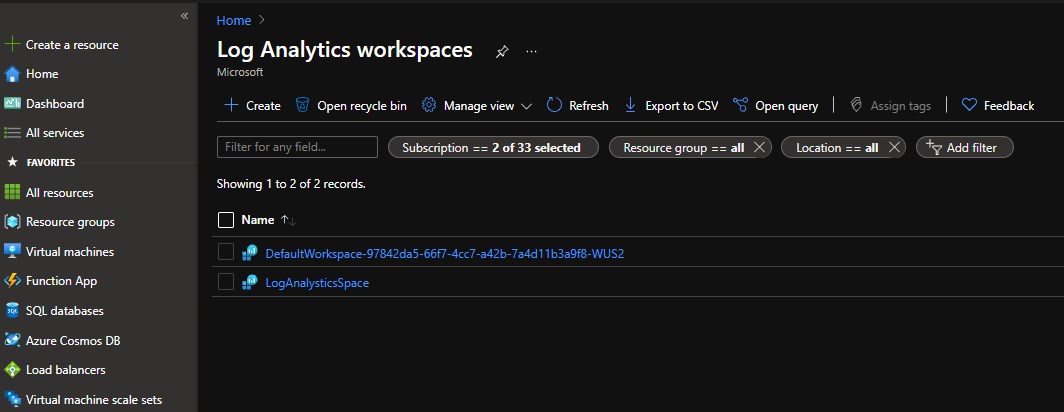 «
Create a resource
Home
Dashboard
All services
FAVORITES
All resources
Resource groups
Virtual machines
Function App
SQL databases
Azure Cosmos DB
Load balancers
Virtual machine scale sets
Home >
Log Analytics workspaces ...
Microsoft
Create Open recycle bin Manage view Refresh Export to CSV Open query Assign tags Feedback
Filter for any field... Subscription == 2 of 33 selected Resource group == all Location == all Add filter
Showing 1 to 2 of 2 records.
Name ↑↓
DefaultWorkspace-97842da5-66f7-4cc7-a42b-7a4d11b3a9f8-WUS2
LogAnalysticsSpace